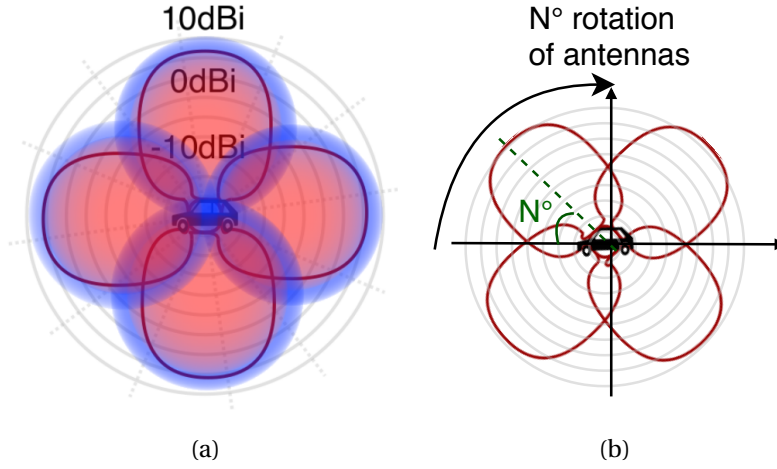 10dBi
0dBi
-10dBi
N° rotation
of antennas
N°
(a)
(b)